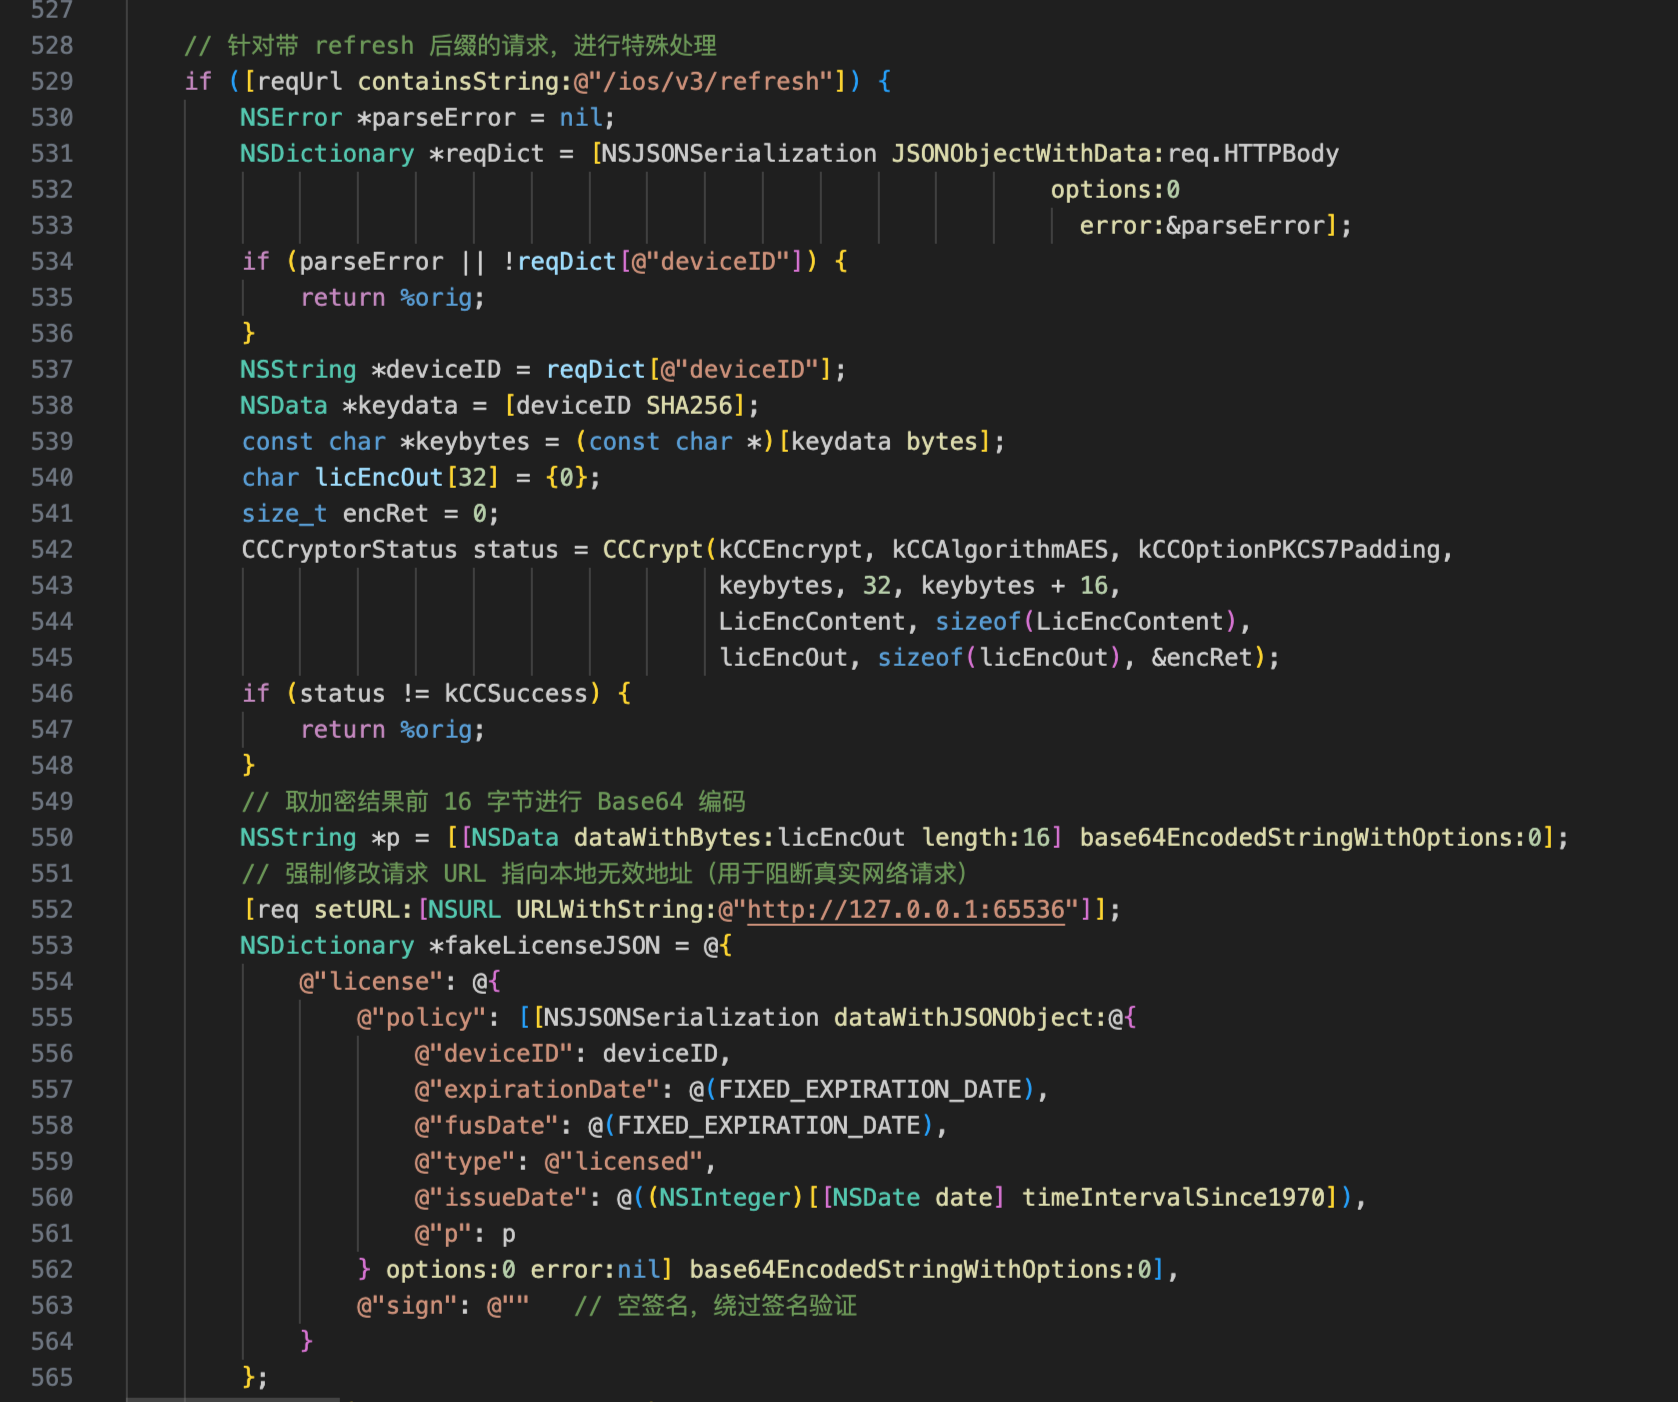 527
528 // 针对带 refresh 后缀的请求，进行特殊处理
529 if ([reqUrl containsString:@"/ios/v3/refresh"]) {
530 NSError *parseError = nil;
531 NSDictionary *reqDict = [NSJSONSerialization JSONObjectWithData:req.HTTPBody
532 options:0
533 error:&parseError];
534 if (parseError || !reqDict[@"deviceID"]) {
535 return %orig;
536 }
537 NSString *deviceID = reqDict[@"deviceID"];
538 NSData *keydata = [deviceID SHA256];
539 const char *keybytes = (const char *)[keydata bytes];
540 char licEncOut[32] = {0};
541 size_t encRet = 0;
542 CCCryptorStatus status = CCCrypt(kCCEncrypt, kCCAlgorithmAES, kCCOptionPKCS7Padding,
543 keybytes, 32, keybytes + 16,
544 LicEncContent, sizeof(LicEncContent),
545 licEncOut, sizeof(licEncOut), &encRet);
546 if (status != kCCSuccess) {
547 return %orig;
548 }
549 // 取加密结果前 16 字节进行 Base64 编码
550 NSString *p = [[NSData dataWithBytes:licEncOut length:16] base64EncodedStringWithOptions:0];
551 // 强制修改请求 URL 指向本地无效地址（用于阻断真实网络请求）
552 [req setURL:[NSURL URLWithString:@"http://127.0.0.1:65536"]];
553 NSDictionary *fakeLicenseJSON = @{
554 @"license": @{
555 @"policy": [[NSJSONSerialization dataWithJSONObject:@{
556 @"deviceID": deviceID,
557 @"expirationDate": @(FIXED_EXPIRATION_DATE),
558 @"fusDate": @(FIXED_EXPIRATION_DATE),
559 @"type": @"licensed",
560 @"issueDate": @((NSInteger)[[NSDate date] timeIntervalSince1970]),
561 @"p": p
562 } options:0 error:nil] base64EncodedStringWithOptions:0],
563 @"sign": @"" // 空签名，绕过签名验证
564 }
565 };